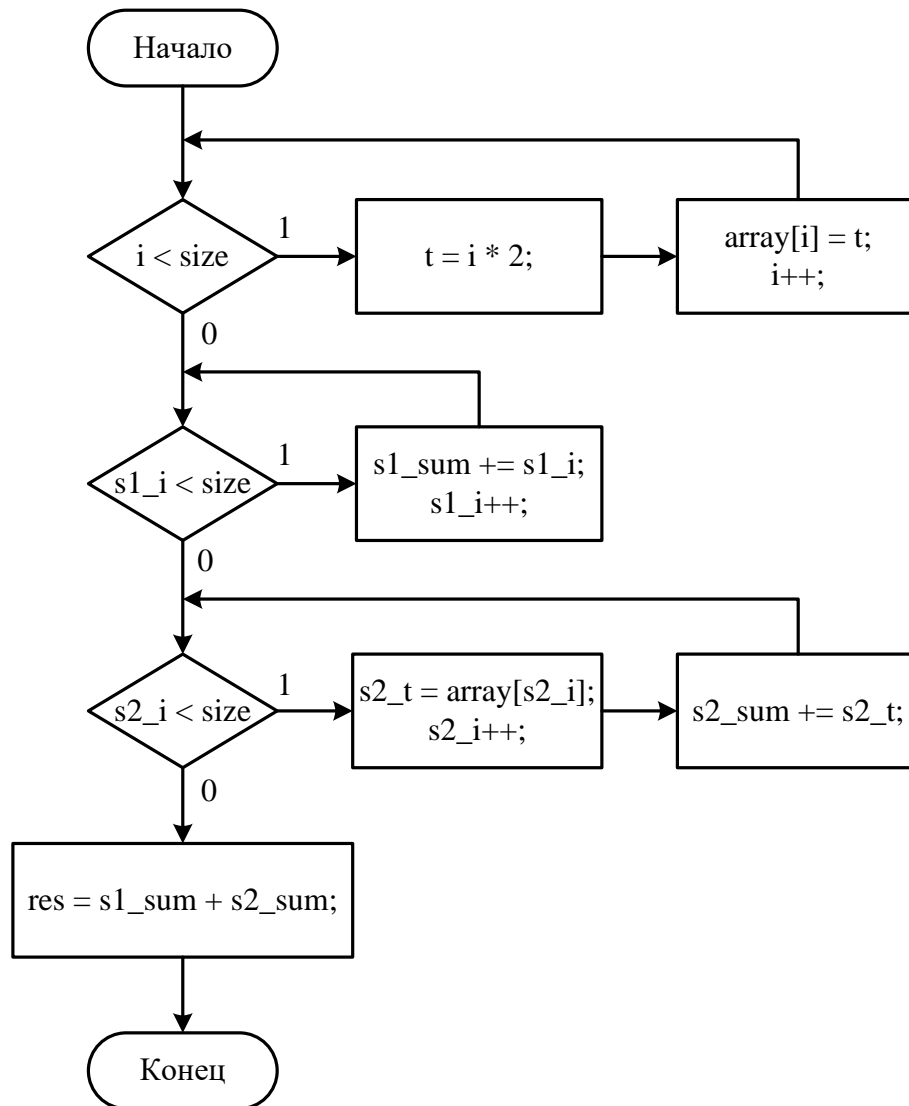 Начало
i < size
1
t = i * 2;
array[i] = t;
i++;
0
s1_i < size
1
s1_sum += s1_i;
s1_i++;
0
s2_i < size
1
s2_t = array[s2_i];
s2_i++;
s2_sum += s2_t;
0
res = s1_sum + s2_sum;
Конец